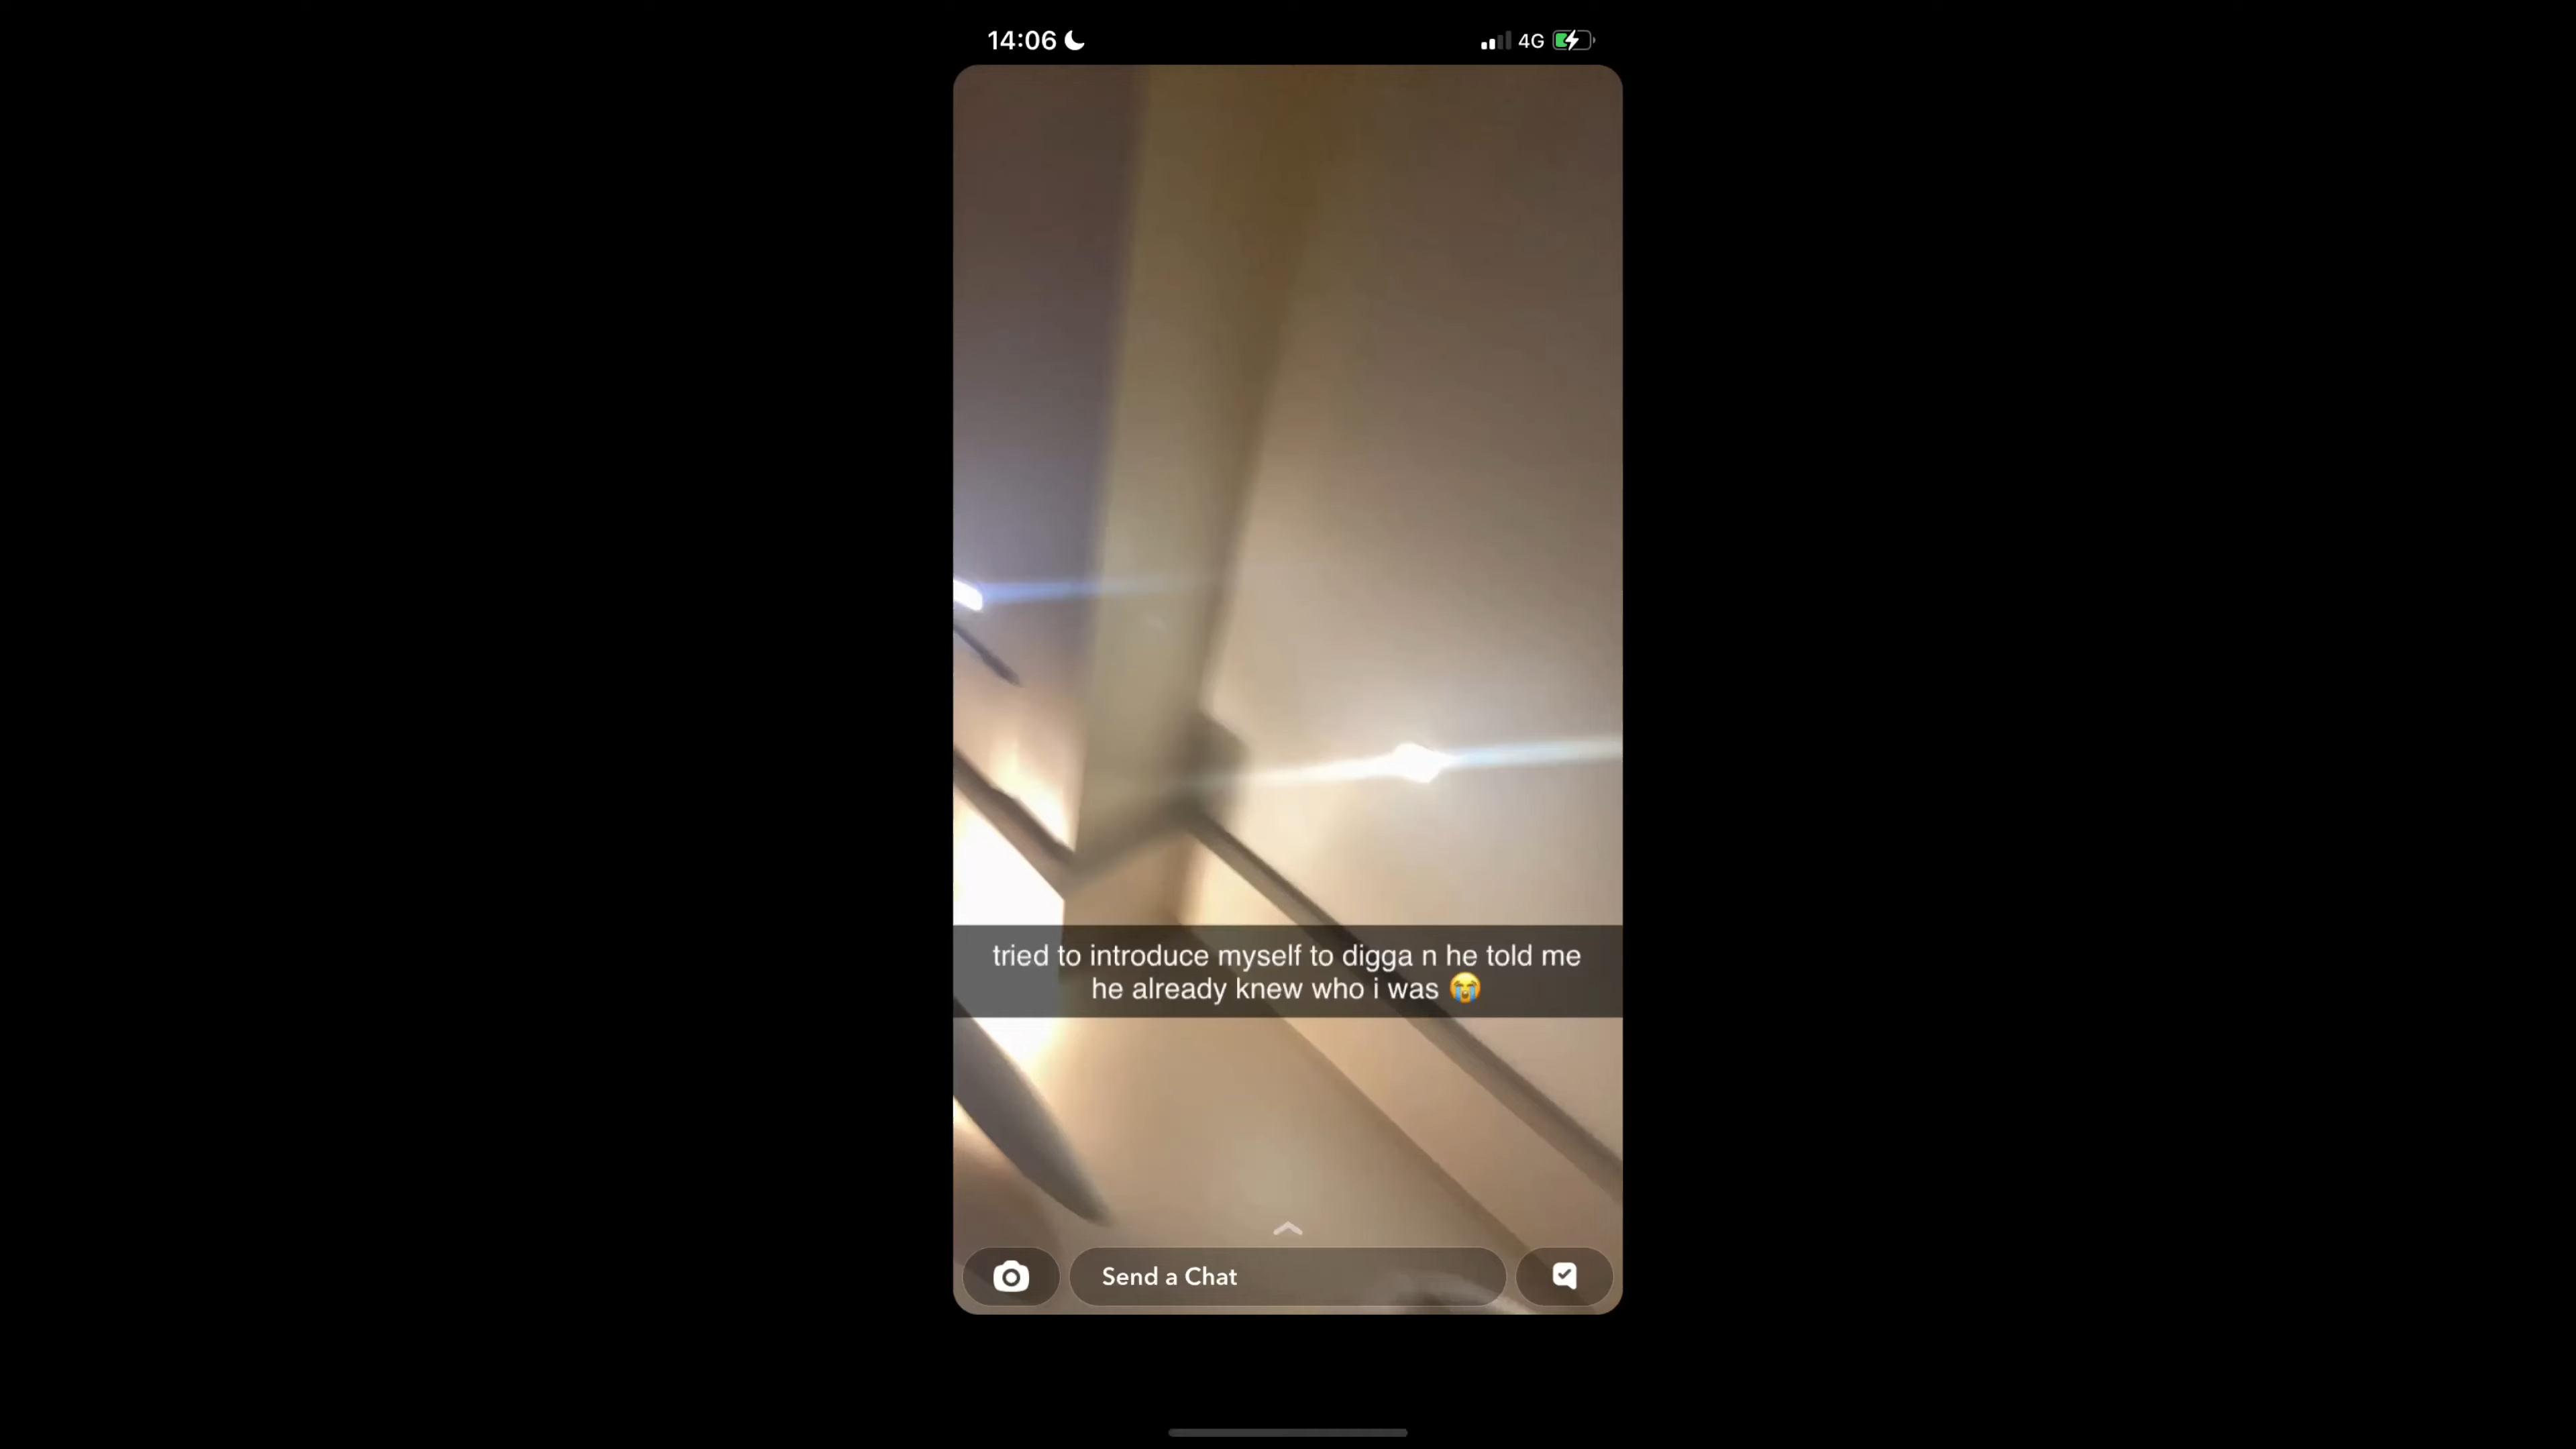 14:06
4G
tried to introduce myself to digga n he told me
he already knew who i was 😭
Send a Chat